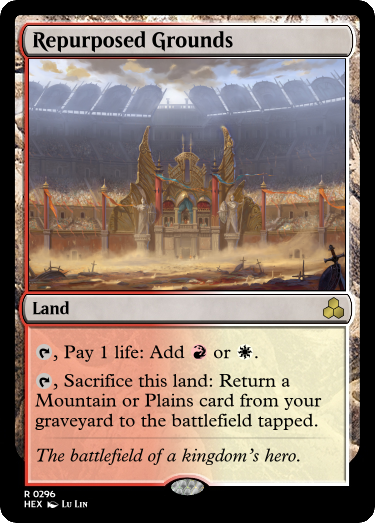 Repurposed Grounds
Land
, Pay 1 life: Add or .
, Sacrifice this land: Return a
Mountain or Plains card from your
graveyard to the battlefield tapped.
The battlefield of a kingdom's hero.
R 0296
HEX Lu Lin